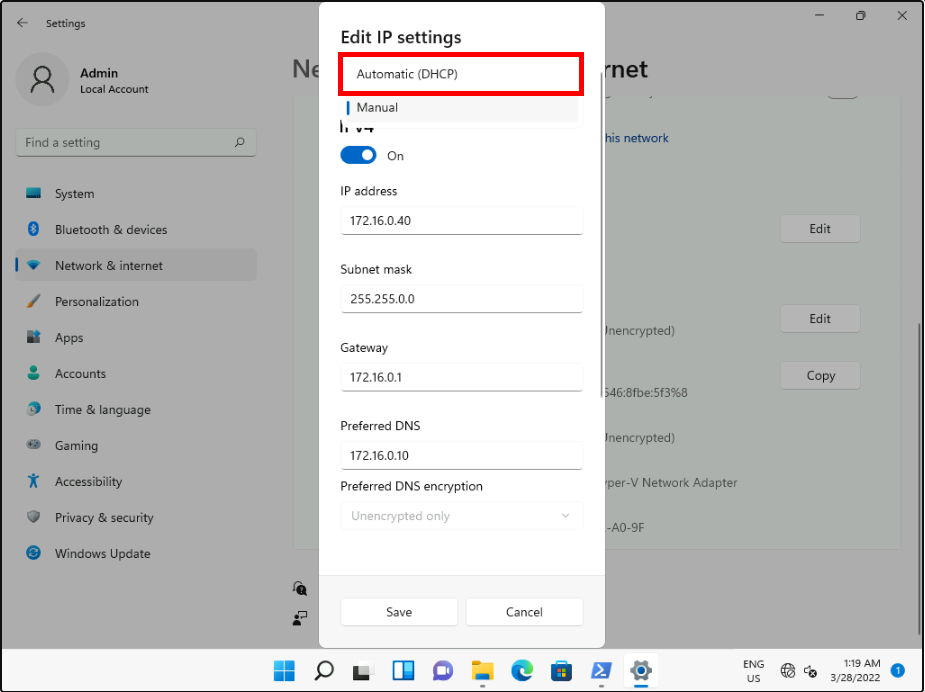 Settings
Admin
Local Account
Find a setting
System
Bluetooth & devices
Network & internet
Personalization
Apps
Accounts
Time & language
Gaming
Accessibility
Privacy & security
Windows Update
Ne
rnet
his network
Edit
Edit
Unencrypted)
Copy
546:8fbe:5f3%8
Unencrypted)
yper-V Network Adapter
-A0-9F
Edit IP settings
Automatic (DHCP)
Manual
IPv4
On
IP address
172.16.0.40
Subnet mask
255.255.0.0
Gateway
172.16.0.1
Preferred DNS
172.16.0.10
Preferred DNS encryption
Unencrypted only
Save
Cancel
ENG
US
1:19 AM
3/28/2022
1